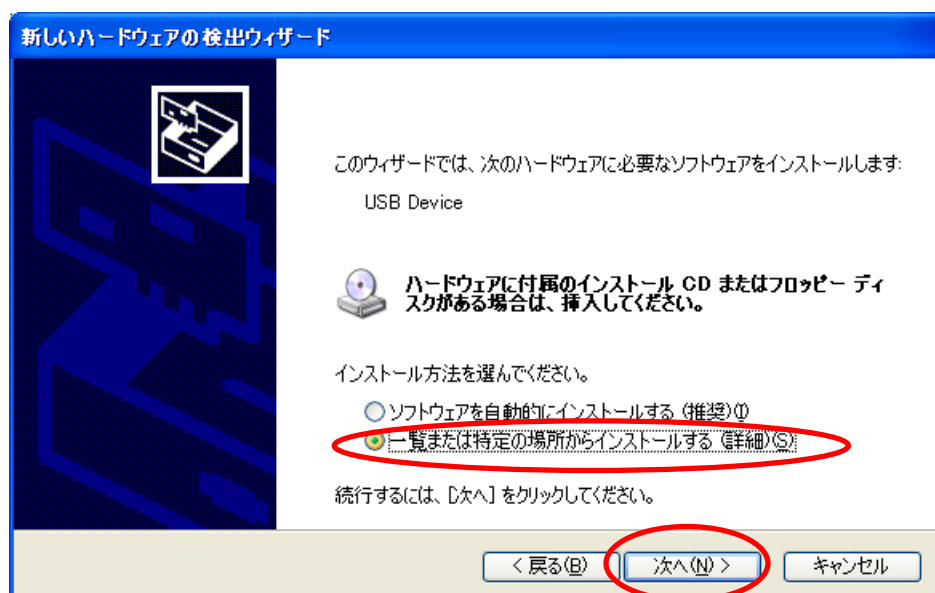 新しいハードウェアの検出ウィザード
このウィザードでは、次のハードウェアに必要なソフトウェアをインストールします:
USB Device
ハードウェアに付属のインストール CD またはフロッピー ディ
スクがある場合は、挿入してください。
インストール方法を選んでください。
ソフトウェアを自動的にインストールする (推奨)(I)
一覧または特定の場所からインストールする (詳細)(S)
続行するには、[次へ] をクリックしてください。
< 戻る(B) 次へ(N) > キャンセル